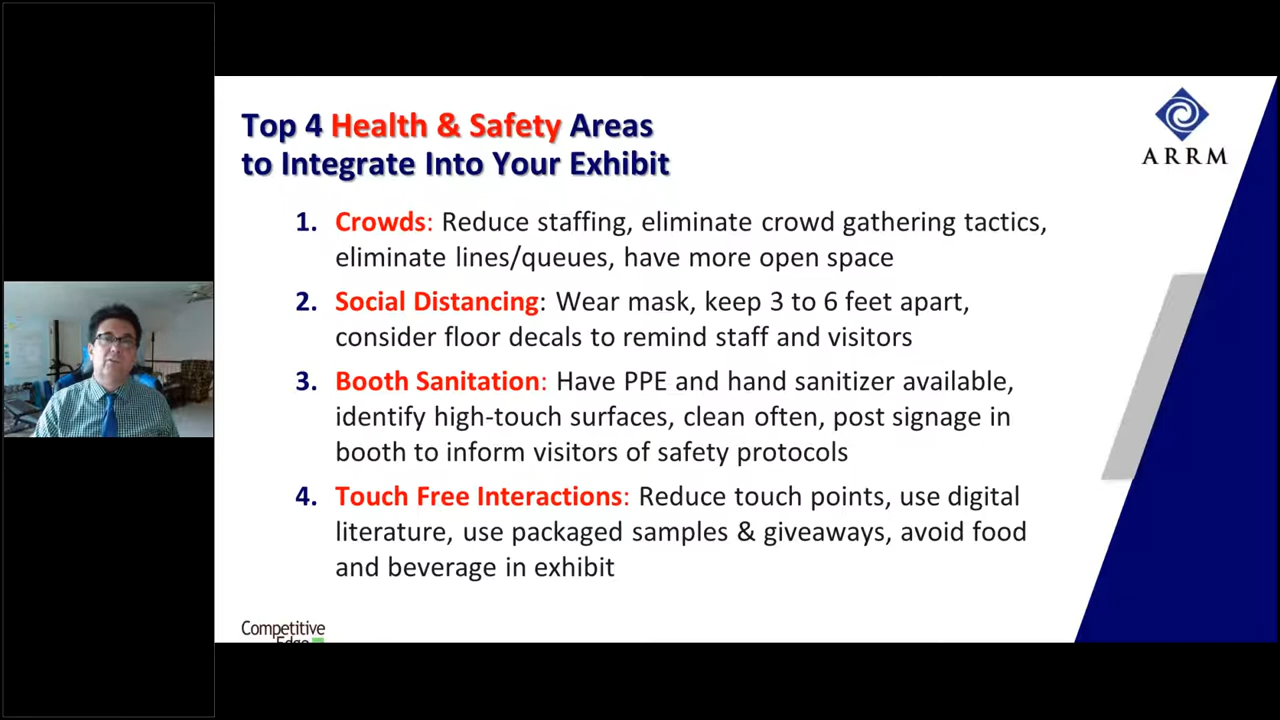 Top 4 Health & Safety Areas
to Integrate Into Your Exhibit
ARRM
1. Crowds: Reduce staffing, eliminate crowd gathering tactics,
eliminate lines/queues, have more open space
2. Social Distancing: Wear mask, keep 3 to 6 feet apart,
consider floor decals to remind staff and visitors
3. Booth Sanitation: Have PPE and hand sanitizer available,
identify high-touch surfaces, clean often, post signage in
booth to inform visitors of safety protocols
4. Touch Free Interactions: Reduce touch points, use digital
literature, use packaged samples & giveaways, avoid food
and beverage in exhibit
Competitive
Edge